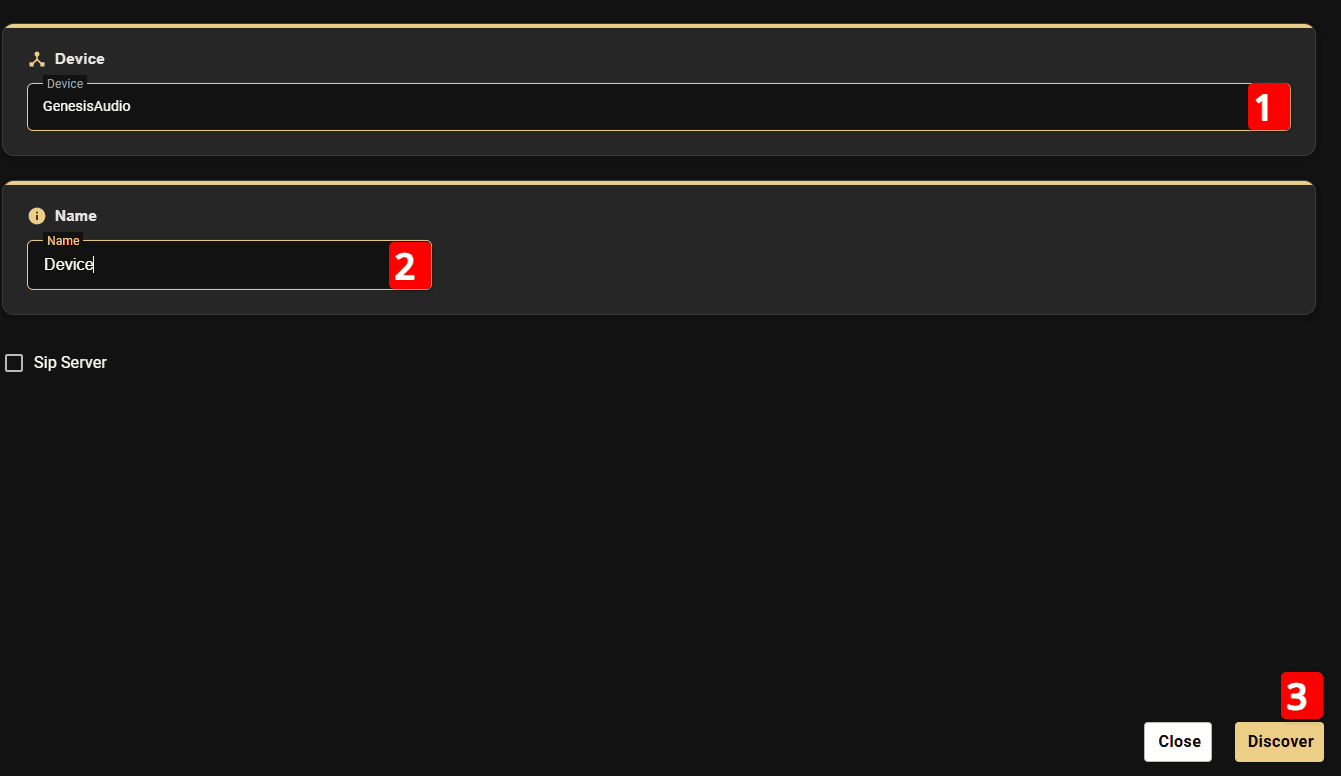 Device
Device
GenesisAudio
1
Name
Name
Device
2
Sip Server
3
Close
Discover